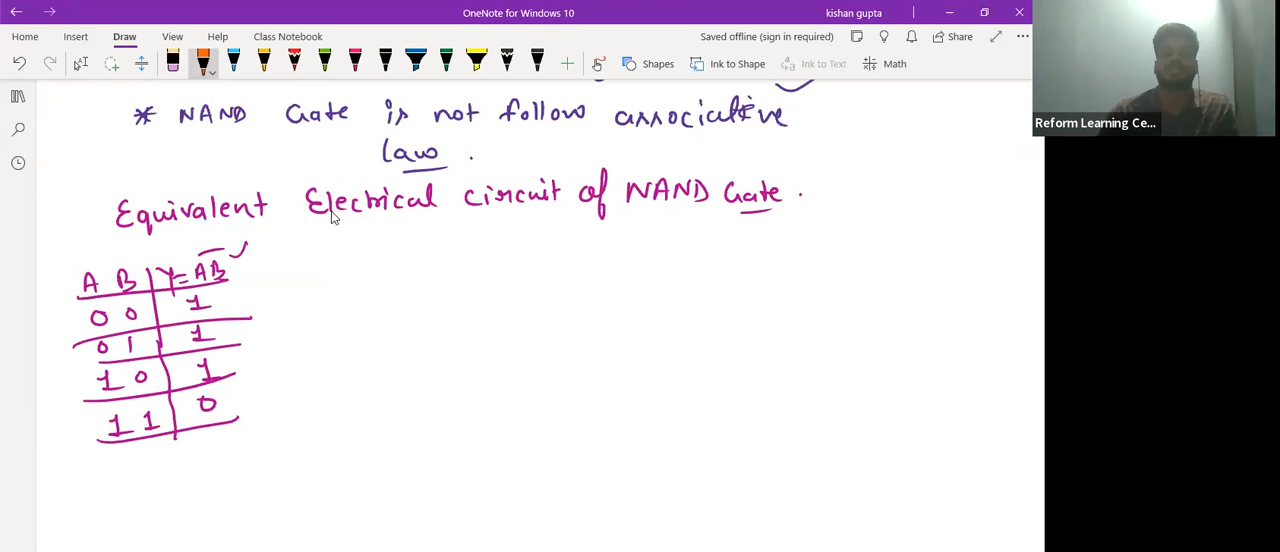 OneNote for Windows 10
kishan gupta
Home Insert Draw View Help Class Notebook
Saved offline (sign in required)
Share
Shapes
Ink to Shape
Ink to Text
Math
Reform Learning Ce...
* NAND Gate is not follow associative
law.
Equivalent Electrical circuit of NAND Gate.
A B Y=A̅B̅
0 0 1
0 1 1
1 0 1
1 1 0